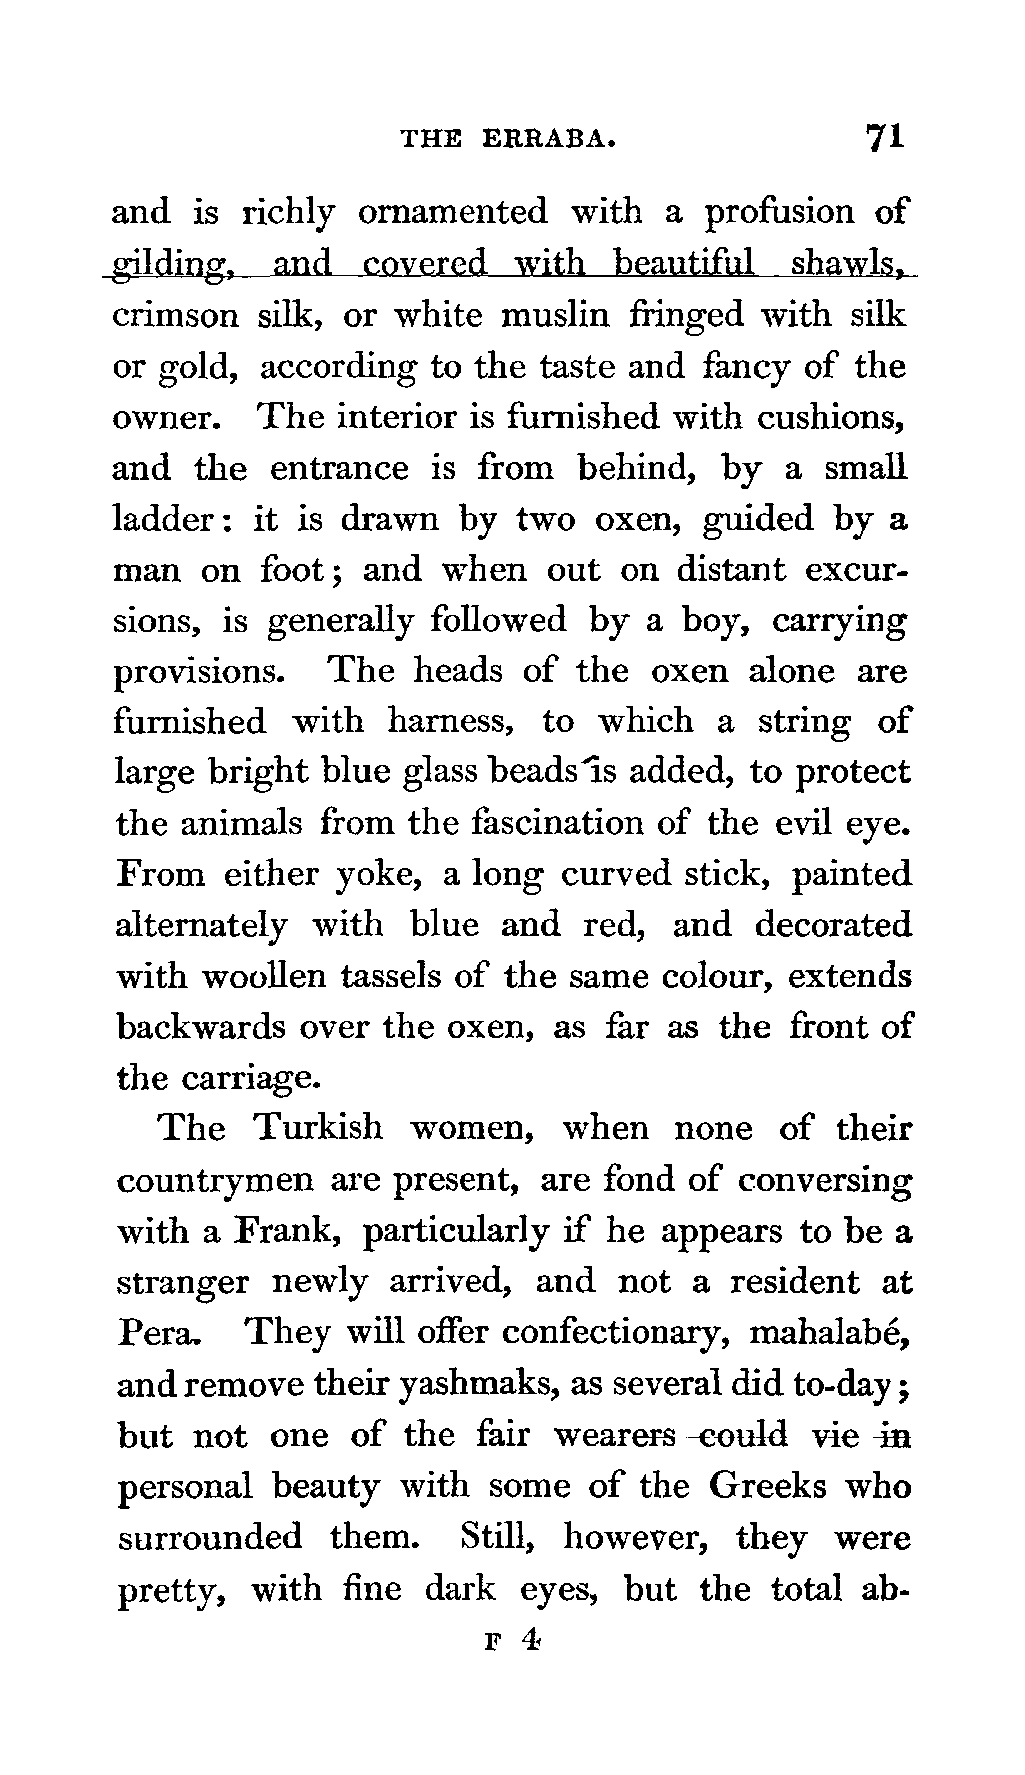 THE ERRABA. 71
and is richly ornamented with a profusion of
gilding, and covered with beautiful shawls,
crimson silk, or white muslin fringed with silk
or gold, according to the taste and fancy of the
owner. The interior is furnished with cushions,
and the entrance is from behind, by a small
ladder: it is drawn by two oxen, guided by a
man on foot; and when out on distant excur-
sions, is generally followed by a boy, carrying
provisions. The heads of the oxen alone are
furnished with harness, to which a string of
large bright blue glass beads is added, to protect
the animals from the fascination of the evil eye.
From either yoke, a long curved stick, painted
alternately with blue and red, and decorated
with woollen tassels of the same colour, extends
backwards over the oxen, as far as the front of
the carriage.
The Turkish women, when none of their
countrymen are present, are fond of conversing
with a Frank, particularly if he appears to be a
stranger newly arrived, and not a resident at
Pera. They will offer confectionary, mahalabé,
and remove their yashmaks, as several did to-day;
but not one of the fair wearers could vie in
personal beauty with some of the Greeks who
surrounded them. Still, however, they were
pretty, with fine dark eyes, but the total ab-
F 4